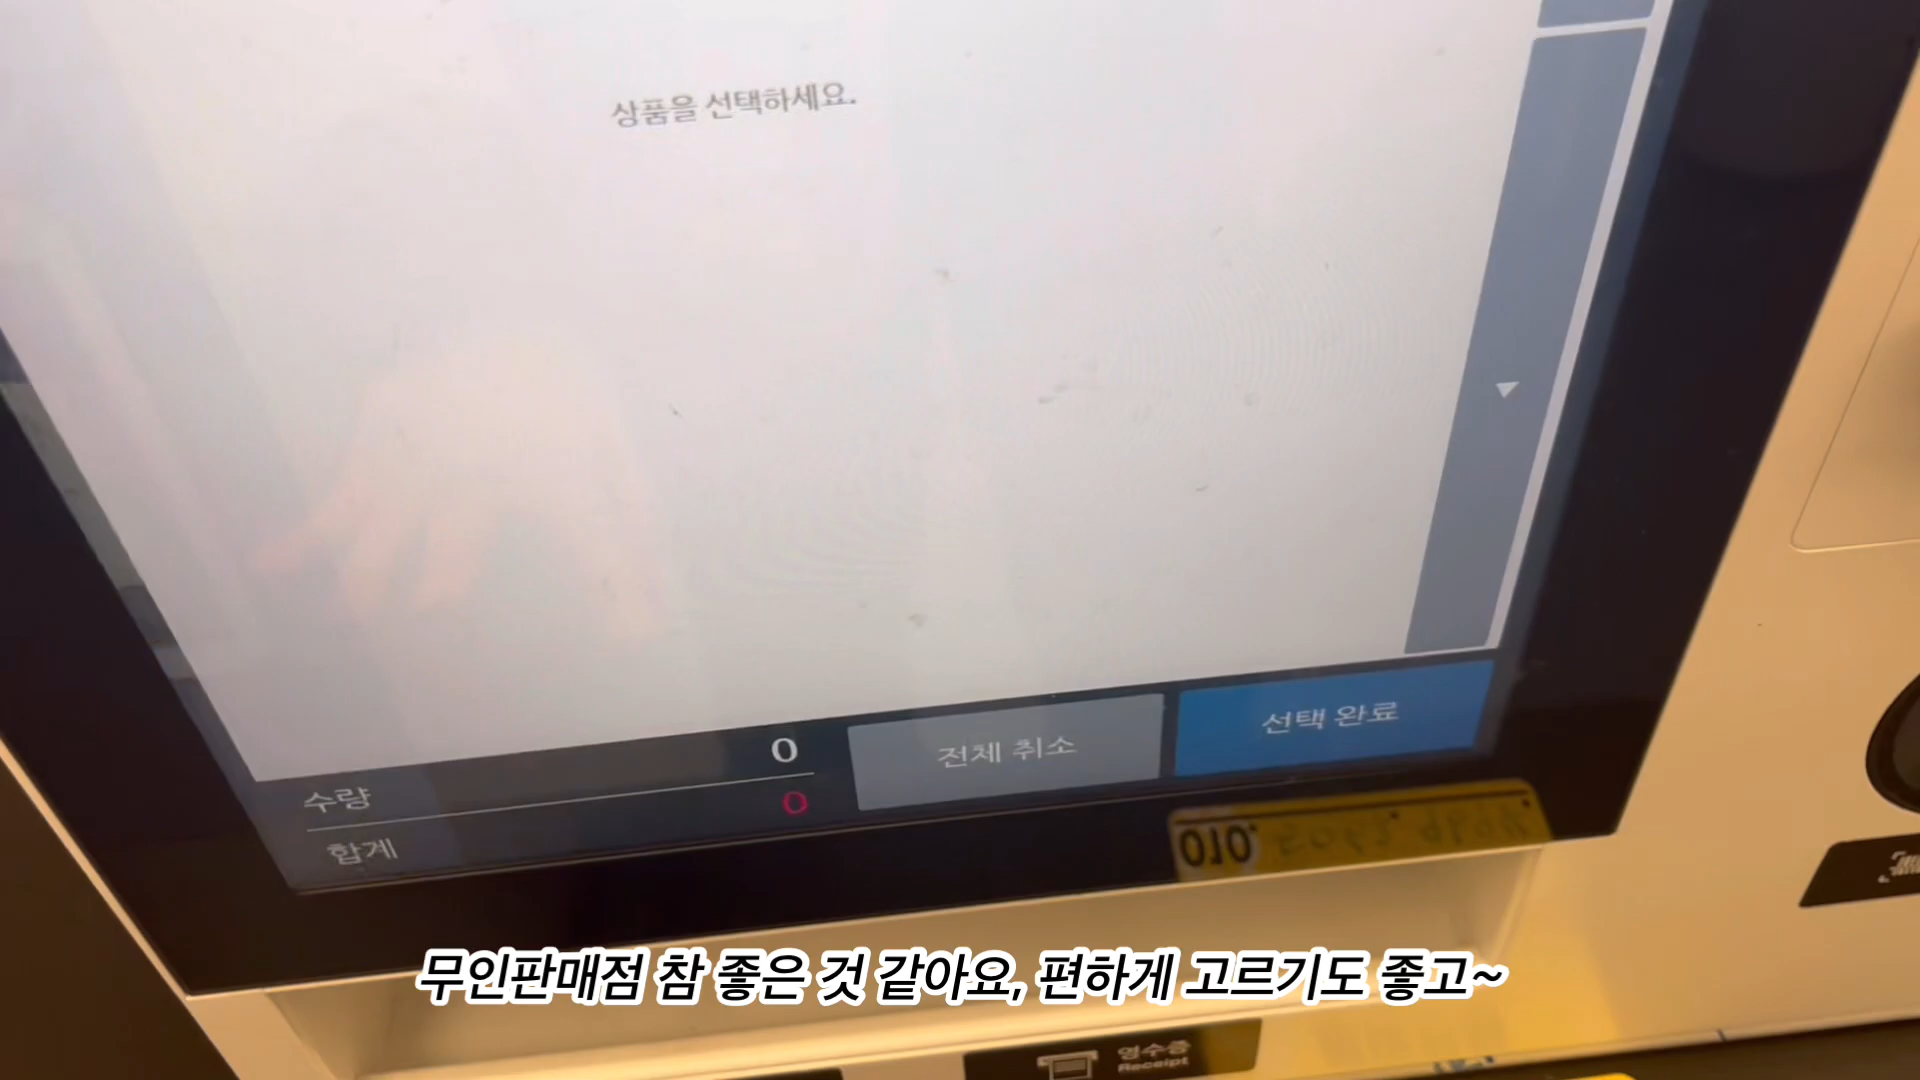 상품을 선택하세요.
수량 0
합계 0
전체 취소
선택 완료
010
무인판매점 참 좋은 것 같아요, 편하게 고르기도 좋고~
영수증
Receipt